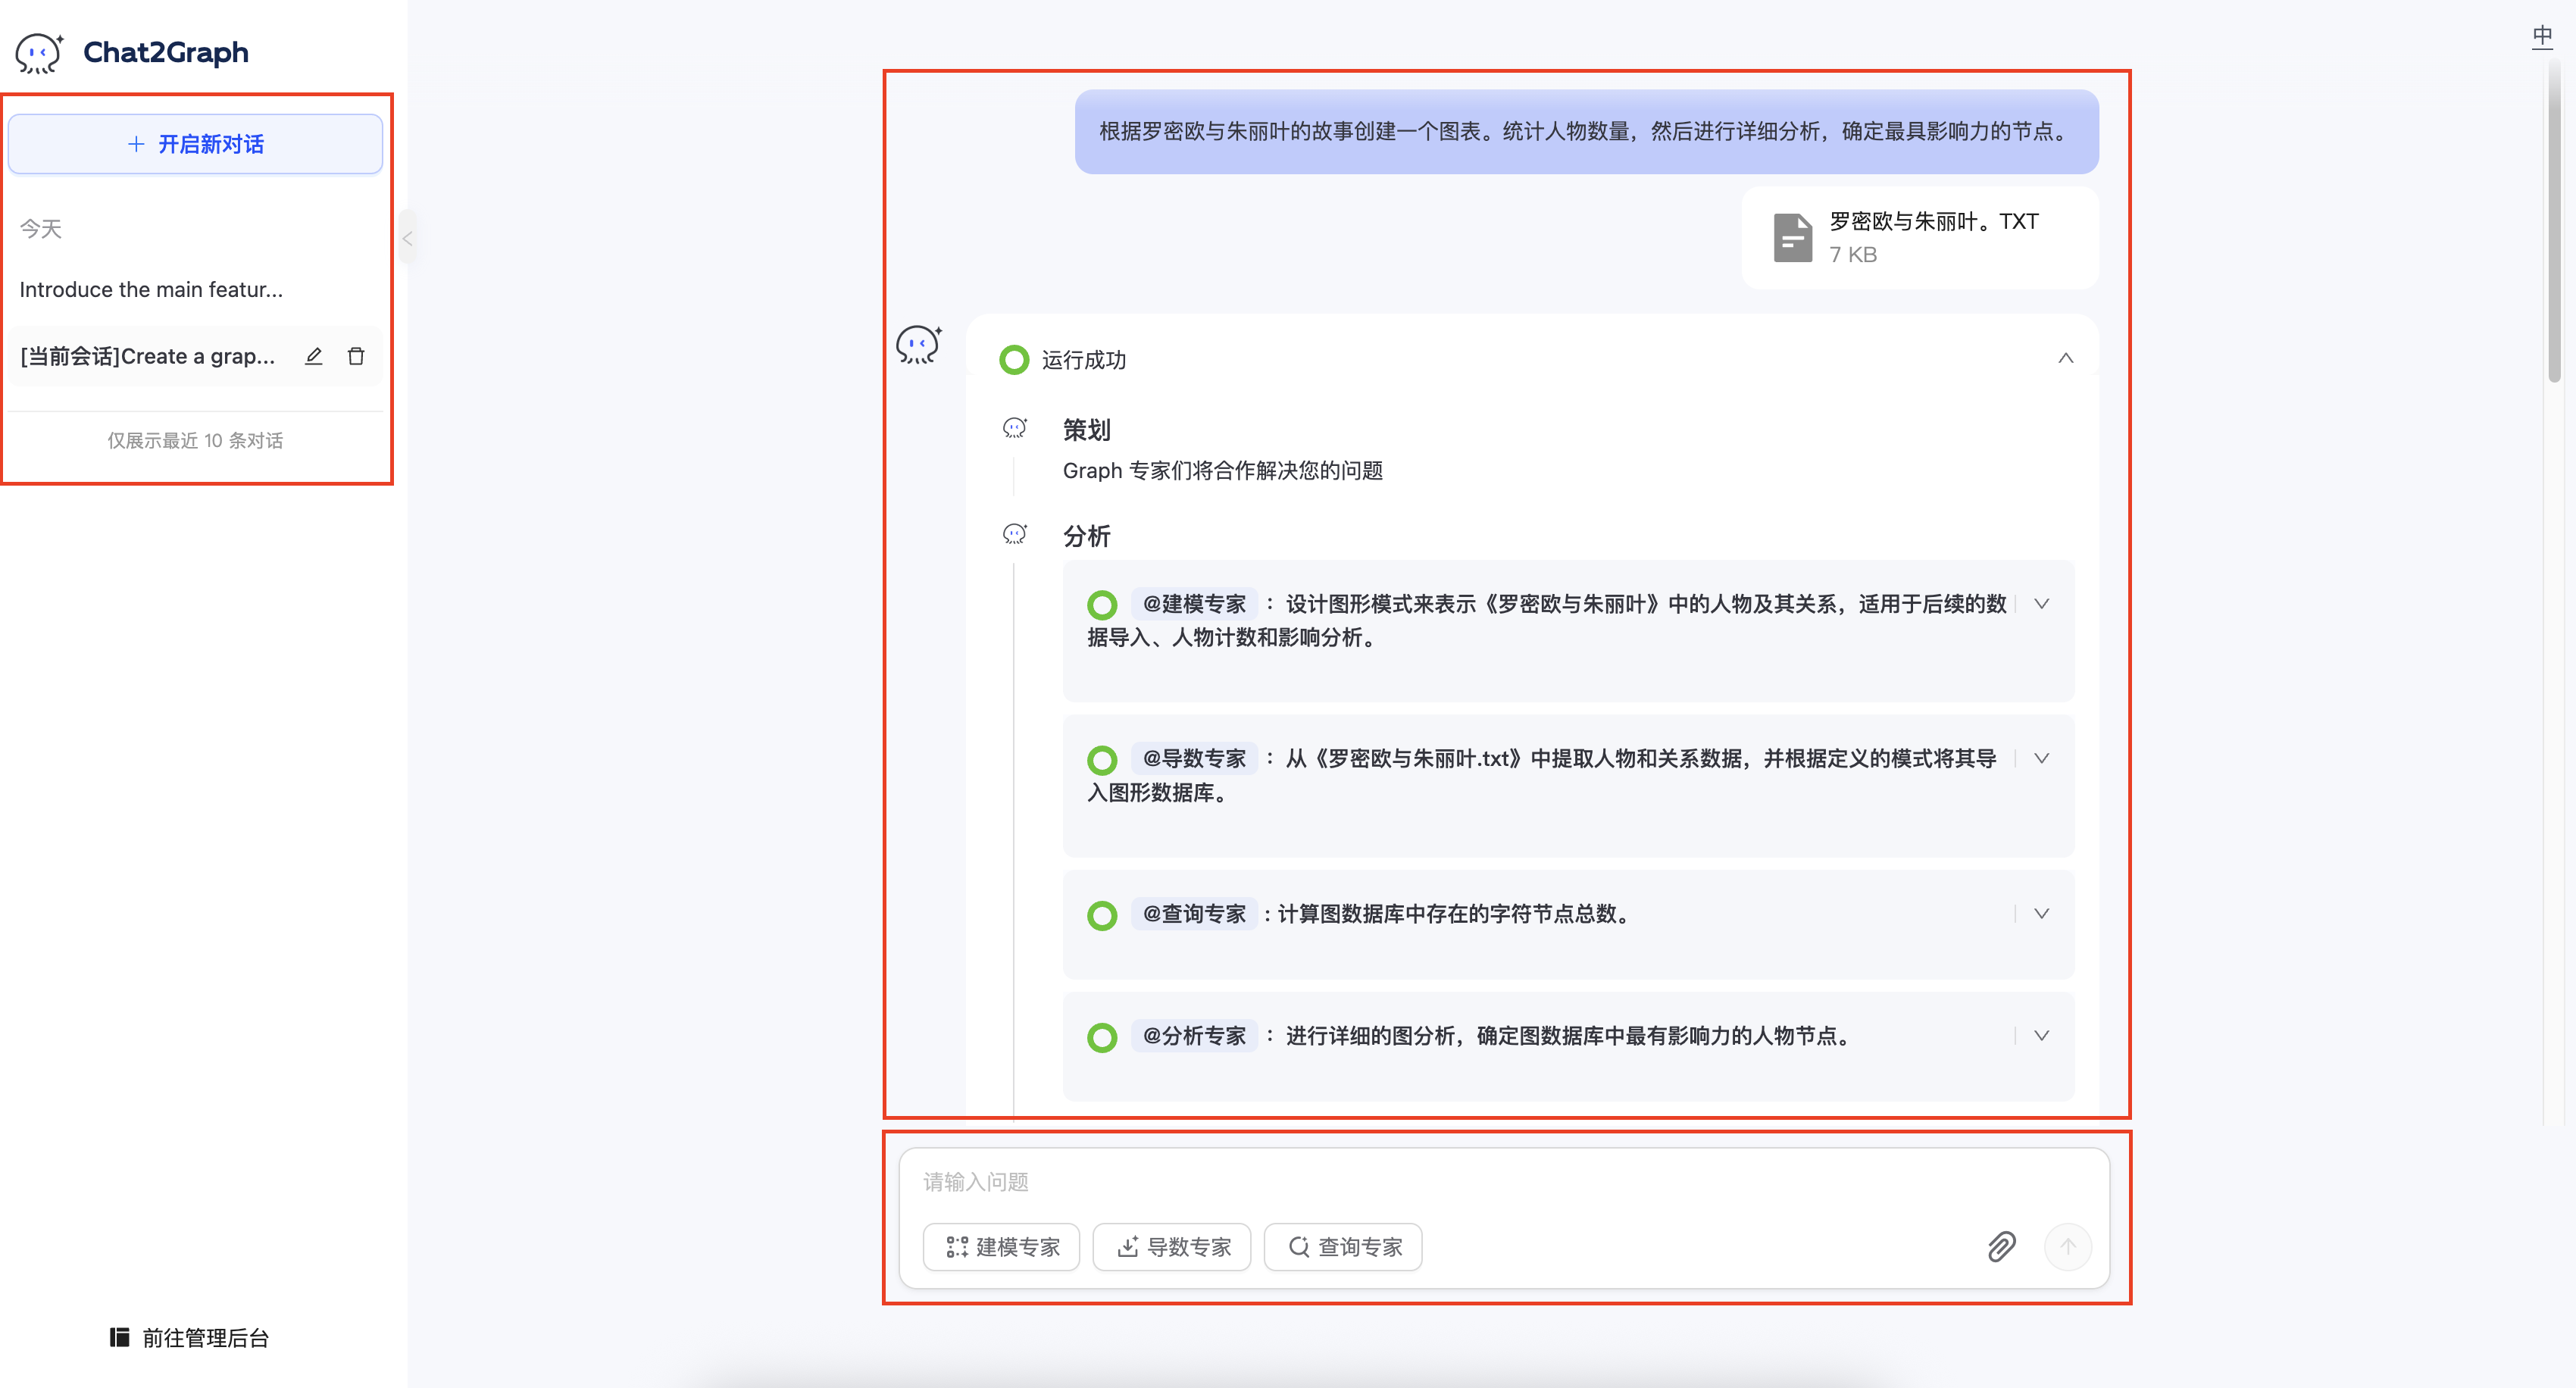 Chat2Graph
开启新对话
今天
Introduce the main featur...
[当前会话]Create a grap...
仅展示最近 10 条对话
前往管理后台
中
根据罗密欧与朱丽叶的故事创建一个图表。统计人物数量，然后进行详细分析，确定最具影响力的节点。
罗密欧与朱丽叶。TXT
7 KB
运行成功
策划
Graph 专家们将合作解决您的问题
分析
@建模专家 ： 设计图形模式来表示《罗密欧与朱丽叶》中的人物及其关系，适用于后续的数
据导入、人物计数和影响分析。
@导数专家 ： 从《罗密欧与朱丽叶.txt》中提取人物和关系数据，并根据定义的模式将其导
入图形数据库。
@查询专家 : 计算图数据库中存在的字符节点总数。
@分析专家 ： 进行详细的图分析，确定图数据库中最有影响力的人物节点。
请输入问题
建模专家 导数专家 查询专家